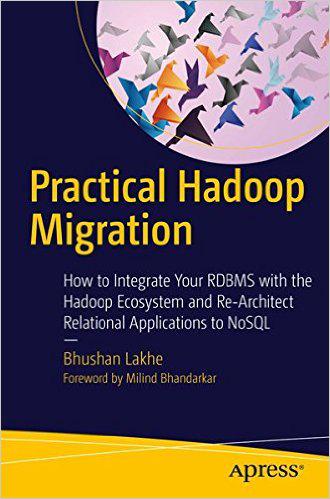 Practical Hadoop
Migration
How to Integrate Your RDBMS with the
Hadoop Ecosystem and Re-Architect
Relational Applications to NoSQL
—
Bhushan Lakhe
Foreword by Milind Bhandarkar
Apress®